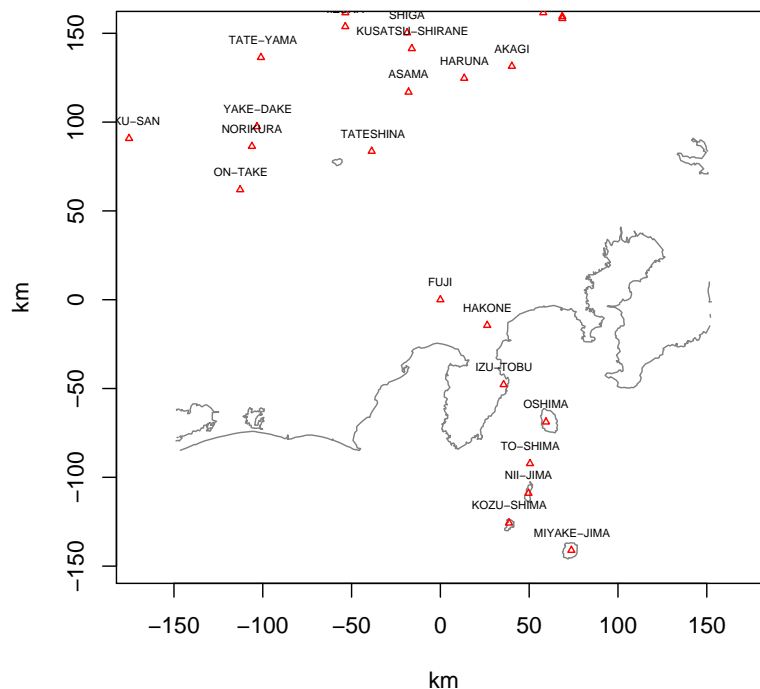 SHIGA
KUSATSU−SHIRANE
TATE−YAMA
AKAGI
HARUNA
ASAMA
YAKE−DAKE
KU−SAN
NORIKURA
TATESHINA
ON−TAKE
FUJI
HAKONE
IZU−TOBU
OSHIMA
TO−SHIMA
NII−JIMA
KOZU−SHIMA
MIYAKE−JIMA
150
100
50
0
−50
−100
−150
km
−150 −100 −50 0 50 100 150
km